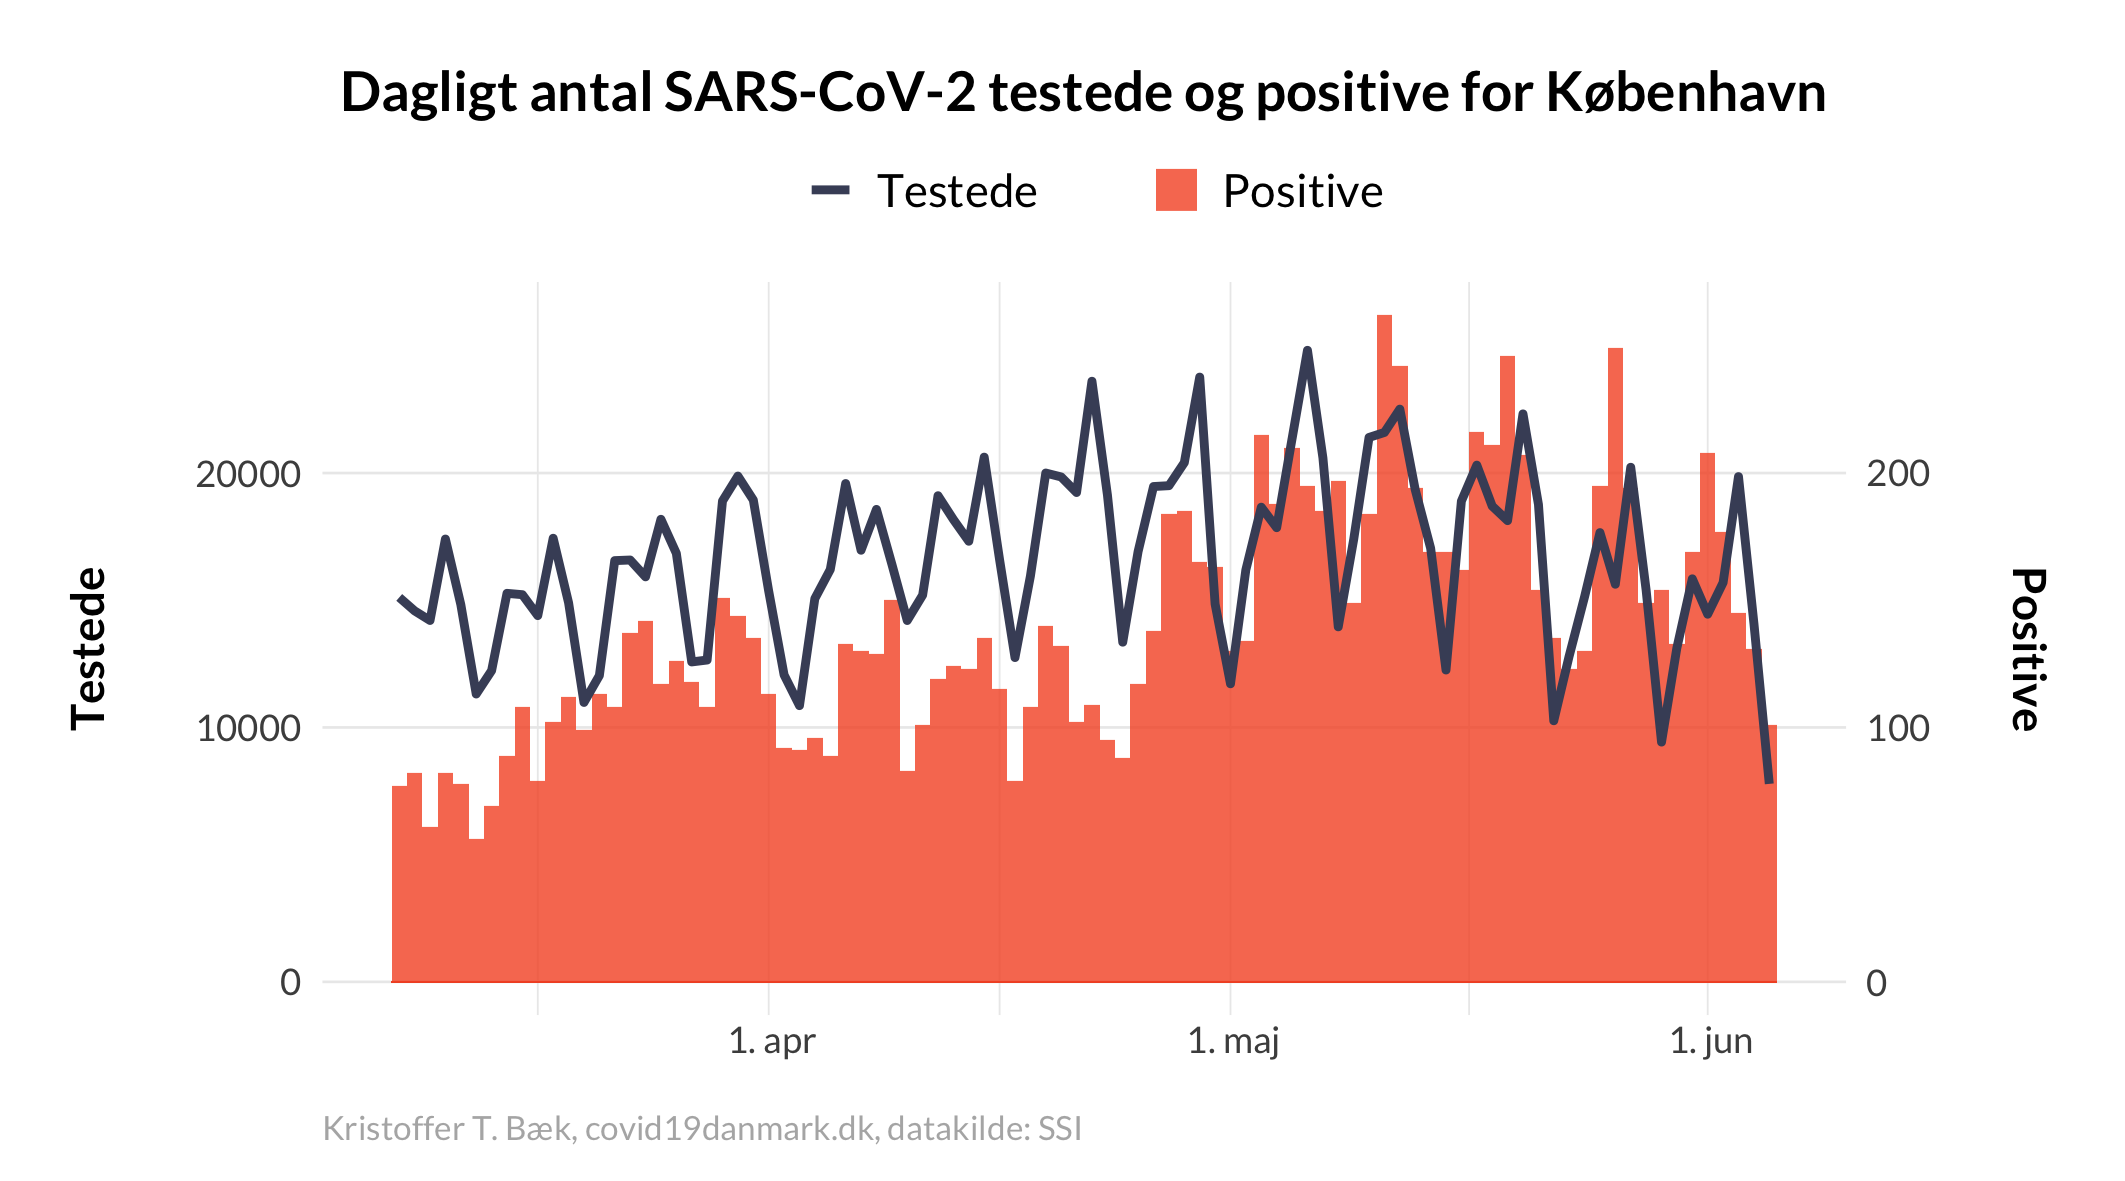 Dagligt antal SARS-CoV-2 testede og positive for København
Testede
Positive
Testede
20000
10000
0
200
100
0
Positive
1. apr
1. maj
1. jun
Kristoffer T. Bæk, covid19danmark.dk, datakilde: SSI